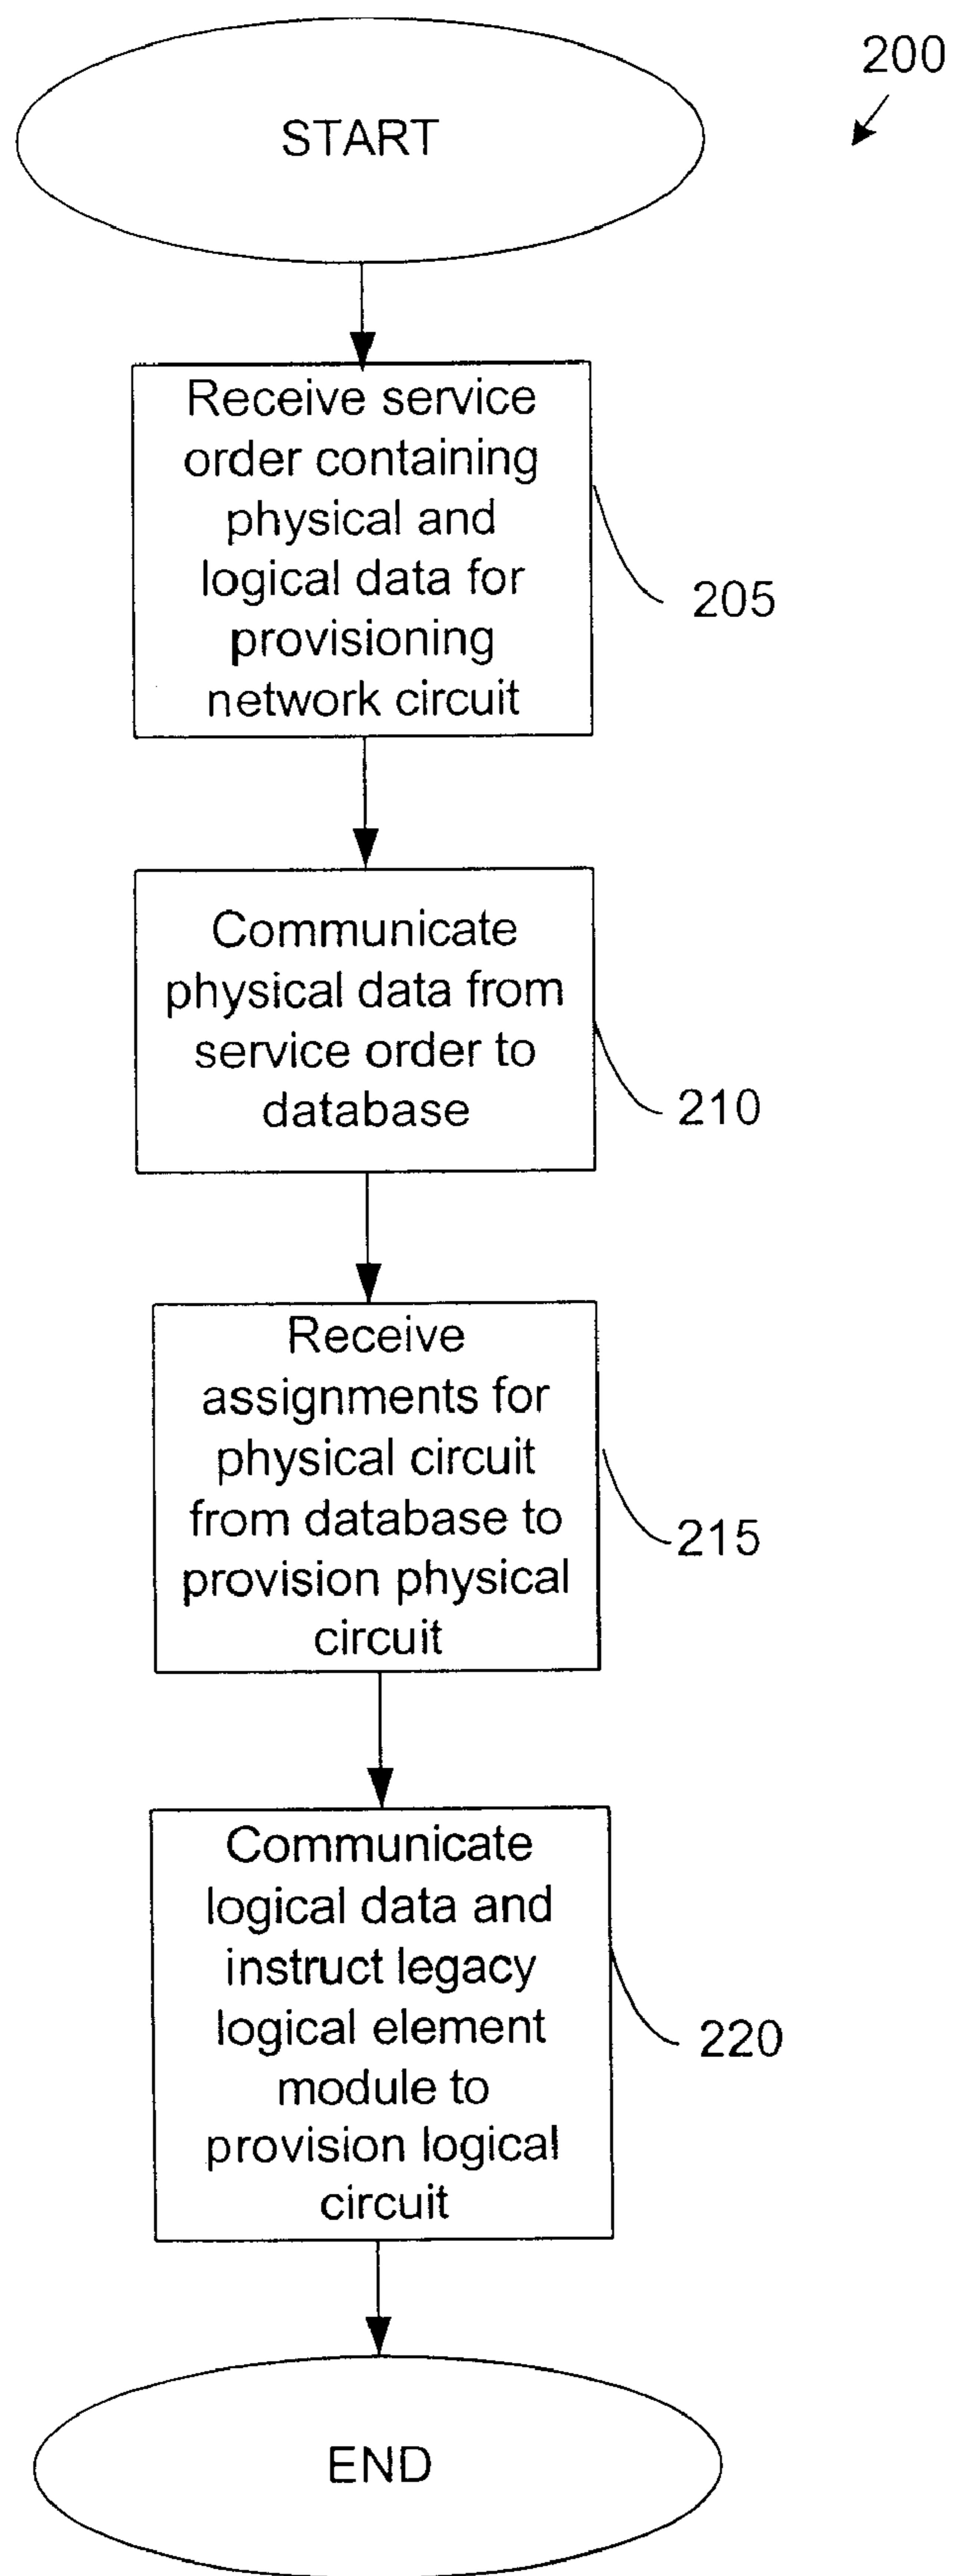 200
START
Receive service
order containing
physical and
logical data for
provisioning
network circuit
205
Communicate
physical data from
service order to
database
210
Receive
assignments for
physical circuit
from database to
provision physical
circuit
215
Communicate
logical data and
instruct legacy
logical element
module to
provision logical
circuit
220
END